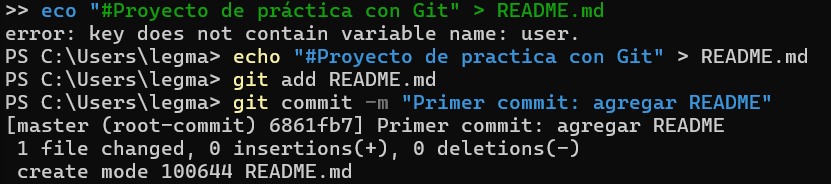 >> eco "#Proyecto de práctica con Git" > README.md
error: key does not contain variable name: user.
PS C:\Users\legma> echo "#Proyecto de practica con Git" > README.md
PS C:\Users\legma> git add README.md
PS C:\Users\legma> git commit -m "Primer commit: agregar README"
[master (root-commit) 6861fb7] Primer commit: agregar README
 1 file changed, 0 insertions(+), 0 deletions(-)
 create mode 100644 README.md